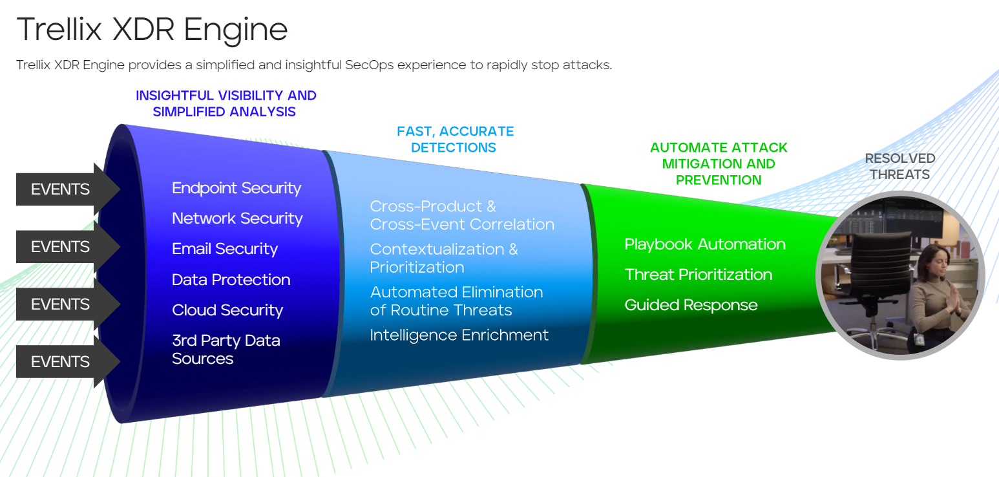 Trellix XDR Engine
Trellix XDR Engine provides a simplified and insightful SecOps experience to rapidly stop attacks.
INSIGHTFUL VISIBILITY AND
SIMPLIFIED ANALYSIS
FAST, ACCURATE
DETECTIONS
AUTOMATE ATTACK
MITIGATION AND
PREVENTION
RESOLVED
THREATS
EVENTS
EVENTS
EVENTS
EVENTS
Endpoint Security
Network Security
Email Security
Data Protection
Cloud Security
3rd Party Data
Sources
Cross-Product &
Cross-Event Correlation
Contextualization &
Prioritization
Automated Elimination
of Routine Threats
Intelligence Enrichment
Playbook Automation
Threat Prioritization
Guided Response